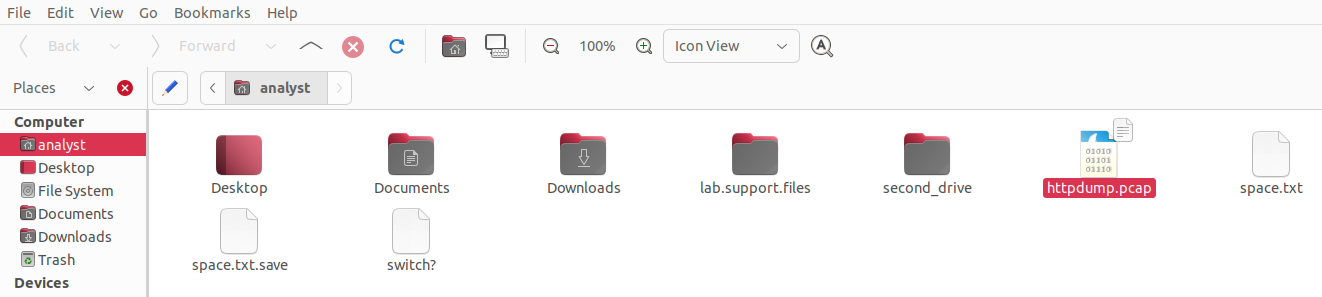 File Edit View Go Bookmarks Help
Back Forward 100% Icon View
Places analyst
Computer
analyst
Desktop
File System
Documents
Downloads
Trash
Devices
Desktop Documents Downloads lab.support.files second_drive httpdump.pcap space.txt
space.txt.save switch?
01010
01101
01110